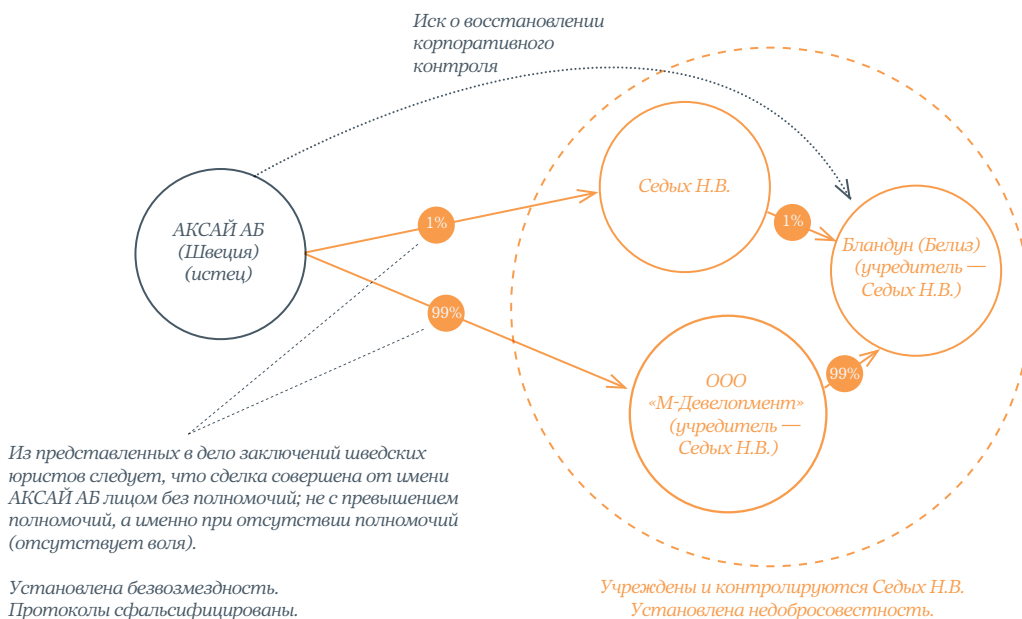 Иск о восстановлении
корпоративного
контроля
АКСАЙ АБ
(Швеция)
(истец)
1%
99%
Седых Н.В.
1%
Бландун (Белиз)
(учредитель —
Седых Н.В.)
ООО
«М-Девелопмент»
(учредитель —
Седых Н.В.)
99%
Из представленных в дело заключений шведских
юристов следует, что сделка совершена от имени
АКСАЙ АБ лицом без полномочий; не с превышением
полномочий, а именно при отсутствии полномочий
(отсутствует воля).
Установлена безвозмездность.
Протоколы сфальсифицированы.
Учреждены и контролируются Седых Н.В.
Установлена недобросовестность.